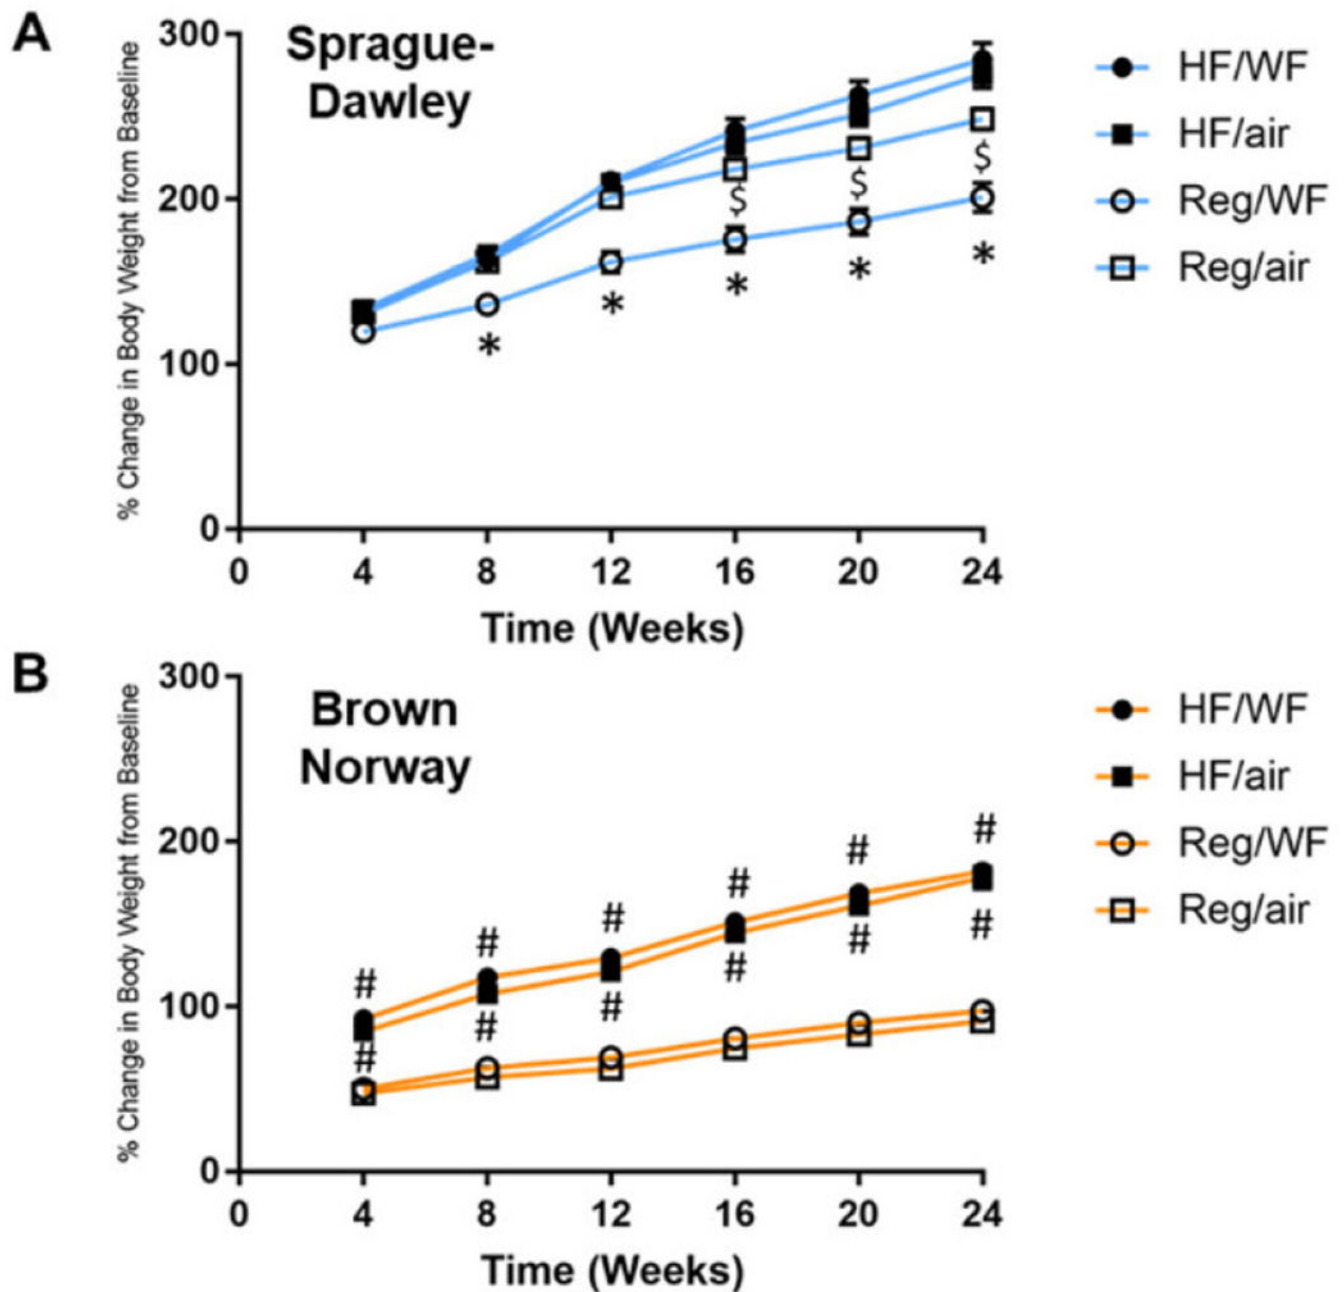 A
% Change in Body Weight from Baseline
Sprague-
Dawley
300
200
100
0
$
$
$
*
*
*
*
*
0 4 8 12 16 20 24
Time (Weeks)
HF/WF
HF/air
Reg/WF
Reg/air
B
% Change in Body Weight from Baseline
Brown
Norway
300
200
100
0
# # # # # #
# # # # # #
0 4 8 12 16 20 24
Time (Weeks)
HF/WF
HF/air
Reg/WF
Reg/air